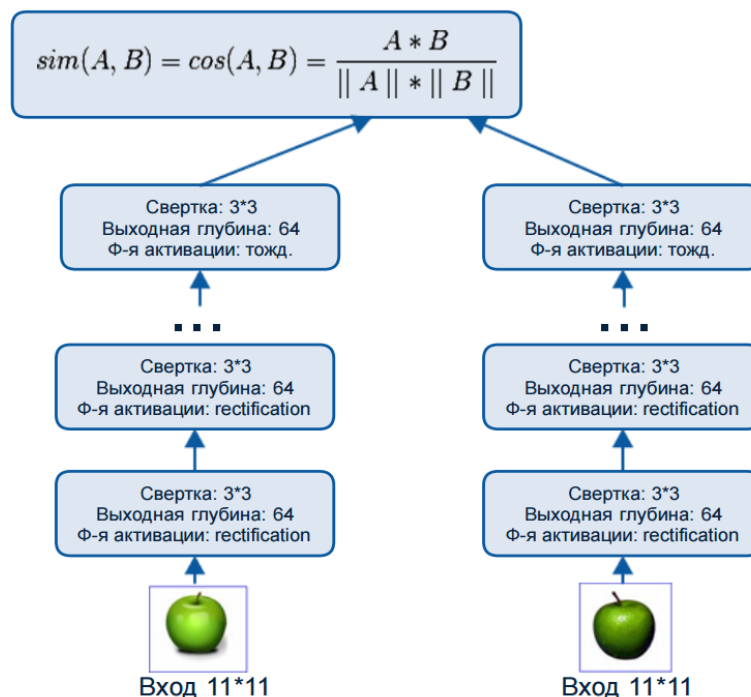 sim(A, B) = cos(A, B) = A * B / || A || * || B ||
Свертка: 3*3
Выходная глубина: 64
Ф-я активации: тожд.
Свертка: 3*3
Выходная глубина: 64
Ф-я активации: тожд.
...
...
Свертка: 3*3
Выходная глубина: 64
Ф-я активации: rectification
Свертка: 3*3
Выходная глубина: 64
Ф-я активации: rectification
Свертка: 3*3
Выходная глубина: 64
Ф-я активации: rectification
Свертка: 3*3
Выходная глубина: 64
Ф-я активации: rectification
Вход 11*11
Вход 11*11